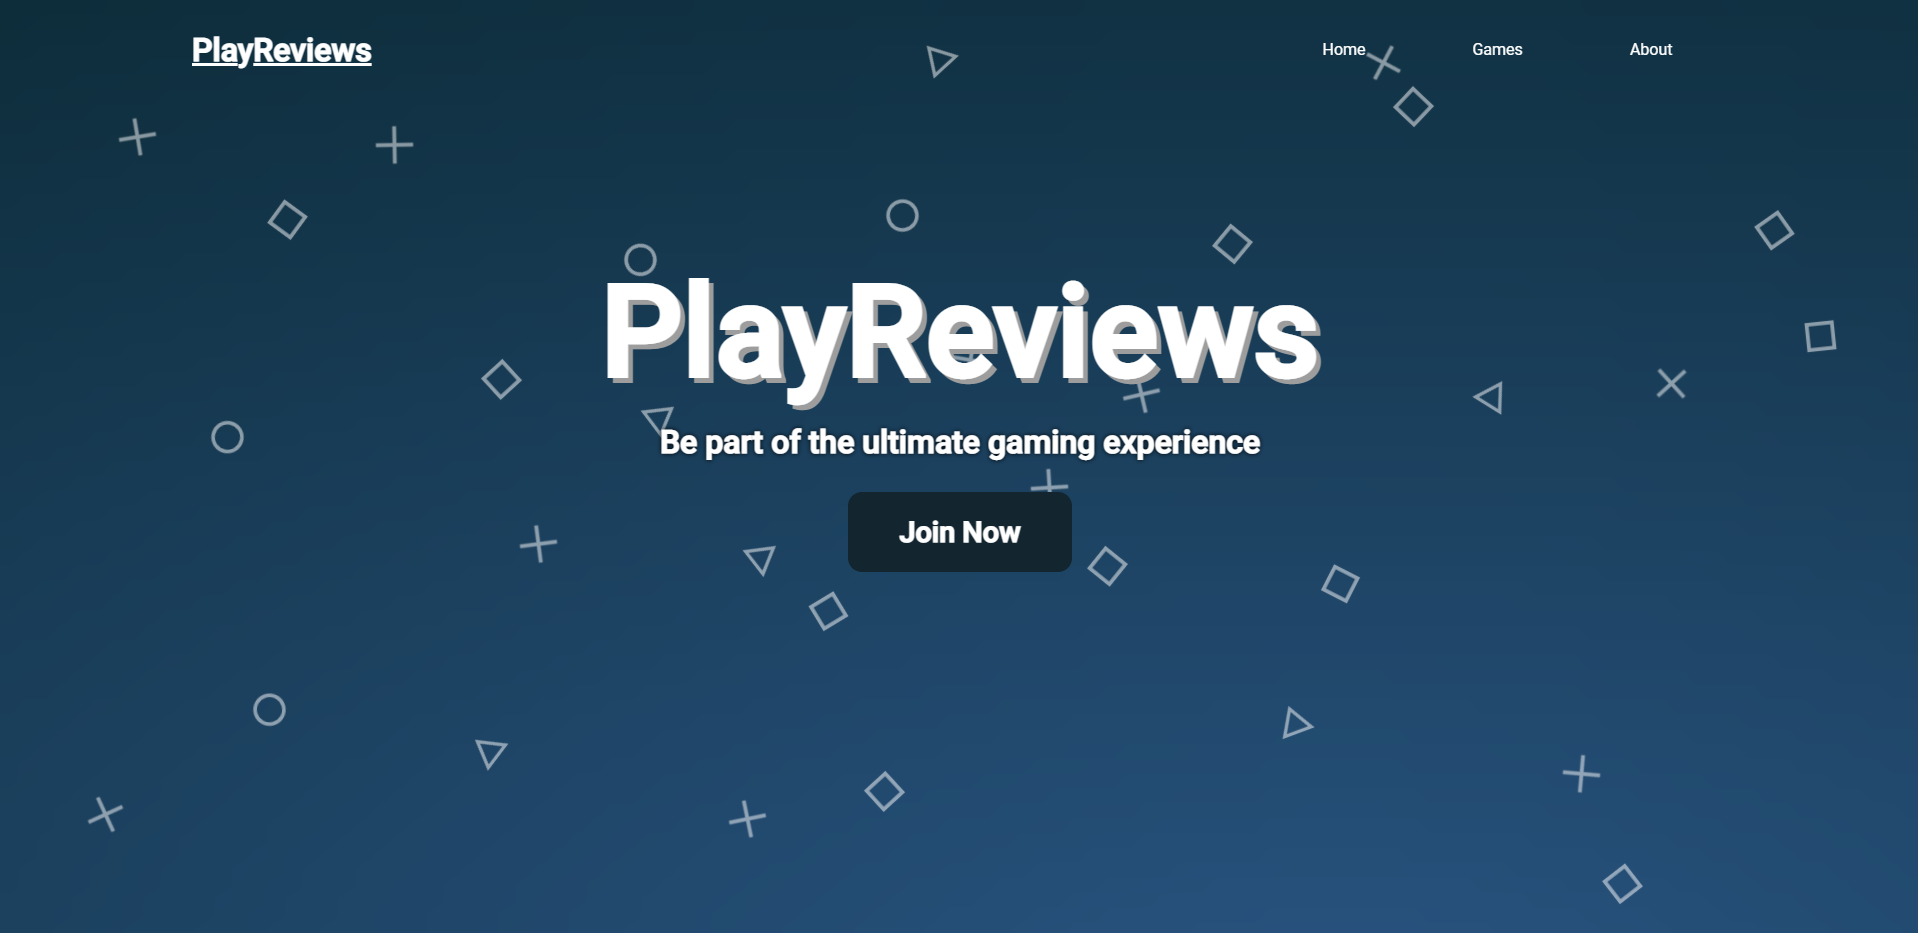 PlayReviews
Home Games About
PlayReviews
Be part of the ultimate gaming experience
Join Now